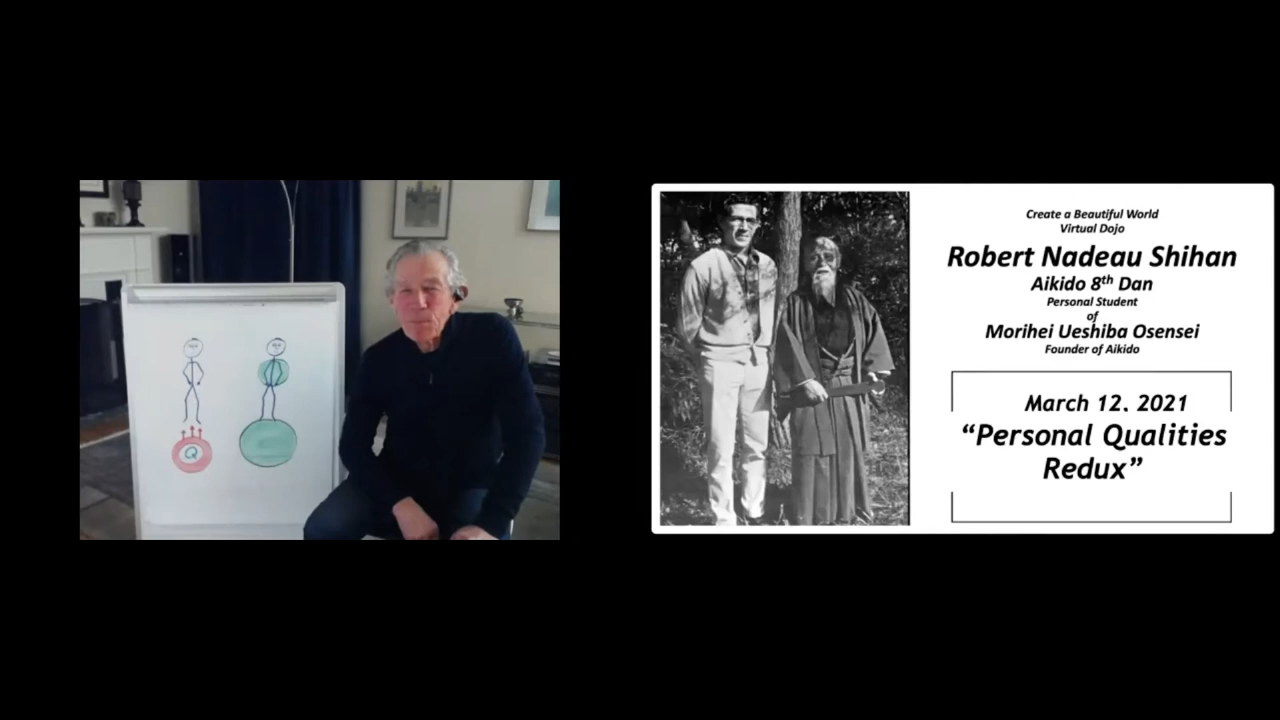 Q
Create a Beautiful World
Virtual Dojo
Robert Nadeau Shihan
Aikido 8th Dan
Personal Student
of
Morihei Ueshiba Osensei
Founder of Aikido
March 12, 2021
“Personal Qualities
Redux”